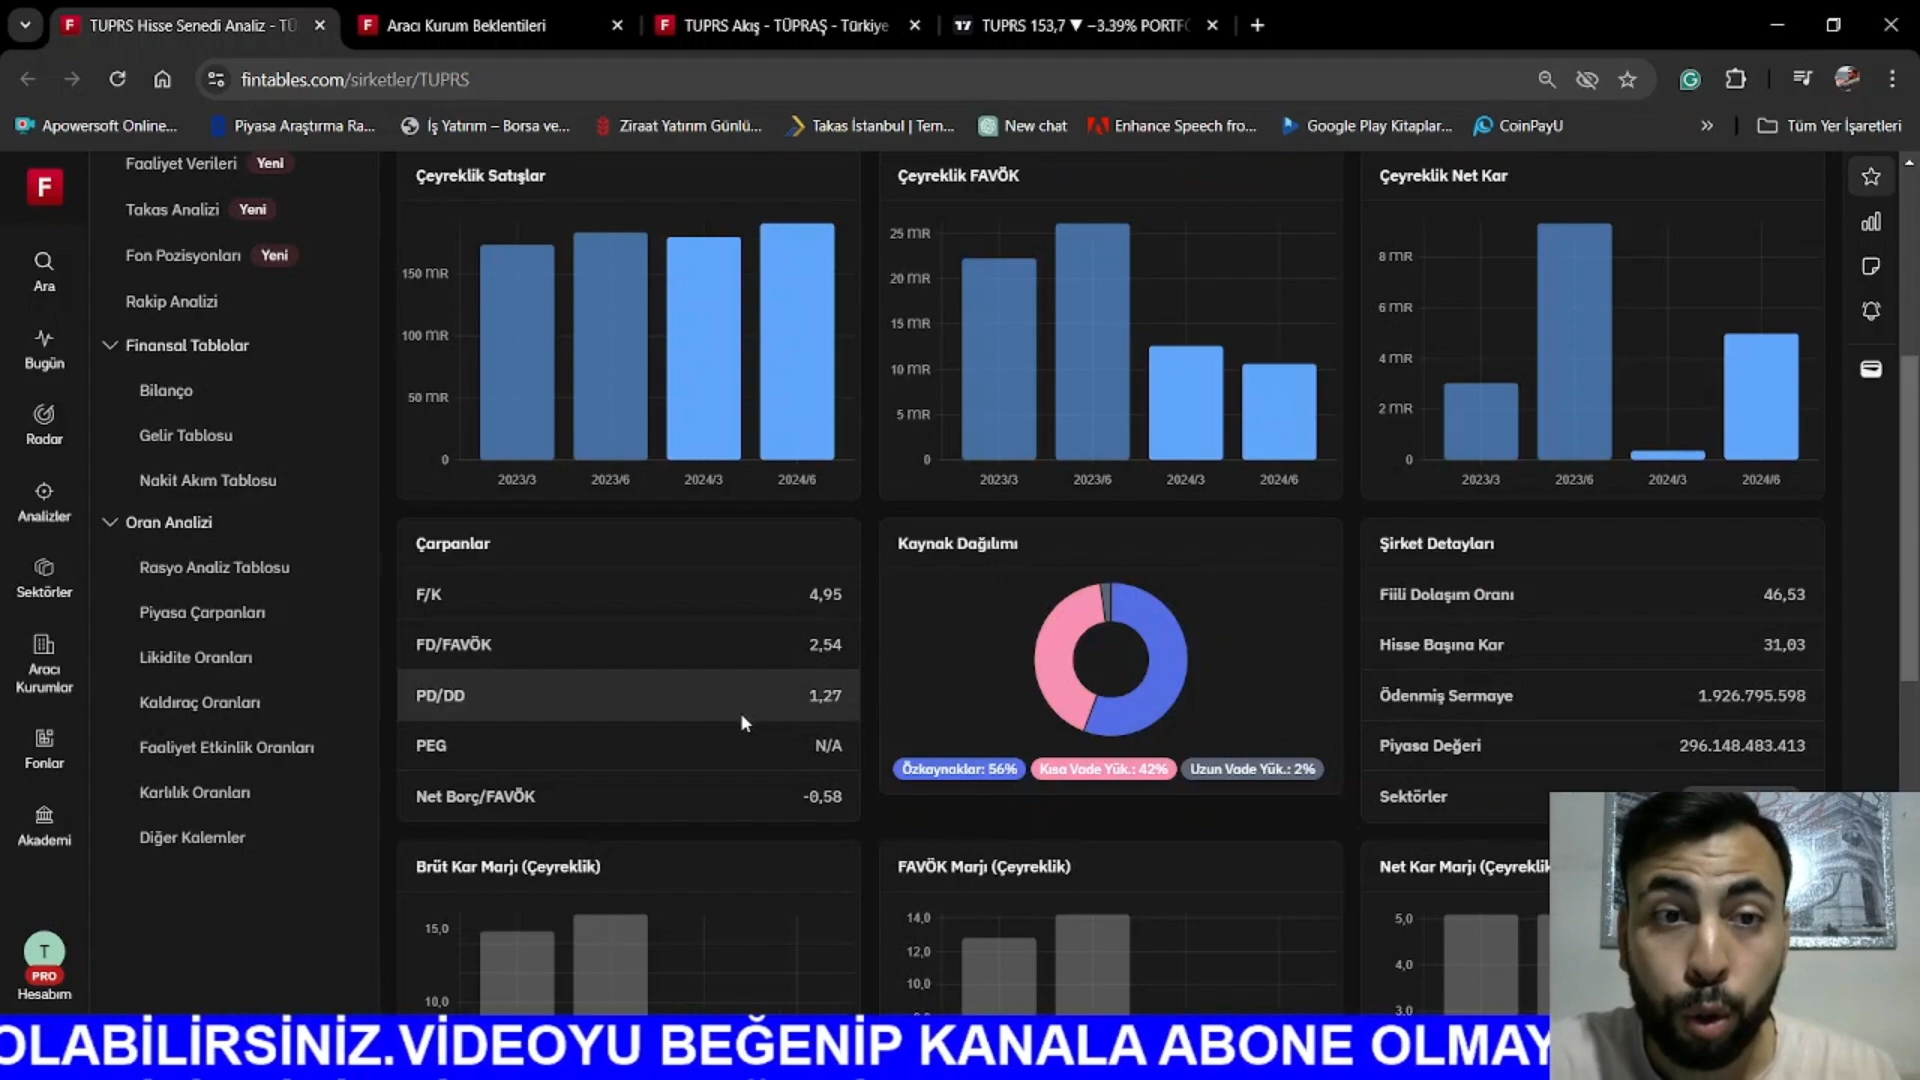 TUPRS Hisse Senedi Analiz - TÜ
Aracı Kurum Beklentileri
TUPRS Akış - TÜPRAŞ - Türkiye
TUPRS 153,7 ▼ −3.39% PORTF
fintables.com/sirketler/TUPRS
Apowersoft Online...
Piyasa Araştırma Ra...
İş Yatırım – Borsa ve...
Ziraat Yatırım Günlü...
Takas İstanbul | Tem...
New chat
Enhance Speech fro...
Google Play Kitaplar...
CoinPayU
Tüm Yer İşaretleri
F
Ara
Bugün
Radar
Analizler
Sektörler
Aracı
Kurumlar
Fonlar
Akademi
T
PRO
Hesabım
Faaliyet Verileri Yeni
Takas Analizi Yeni
Fon Pozisyonları Yeni
Rakip Analizi
Finansal Tablolar
Bilanço
Gelir Tablosu
Nakit Akım Tablosu
Oran Analizi
Rasyo Analiz Tablosu
Piyasa Çarpanları
Likidite Oranları
Kaldıraç Oranları
Faaliyet Etkinlik Oranları
Karlılık Oranları
Diğer Kalemler
Çeyreklik Satışlar
150 mR
100 mR
50 mR
0
2023/3 2023/6 2024/3 2024/6
Çeyreklik FAVÖK
25 mR
20 mR
15 mR
10 mR
5 mR
0
2023/3 2023/6 2024/3 2024/6
Çeyreklik Net Kar
8 mR
6 mR
4 mR
2 mR
0
2023/3 2023/6 2024/3 2024/6
Çarpanlar
F/K 4,95
FD/FAVÖK 2,54
PD/DD 1,27
PEG N/A
Net Borç/FAVÖK -0,58
Kaynak Dağılımı
Özkaynaklar: 56% Kısa Vade Yük.: 42% Uzun Vade Yük.: 2%
Şirket Detayları
Fiili Dolaşım Oranı 46,53
Hisse Başına Kar 31,03
Ödenmiş Sermaye 1.926.795.598
Piyasa Değeri 296.148.483.413
Sektörler
Brüt Kar Marjı (Çeyreklik)
15,0
10,0
FAVÖK Marjı (Çeyreklik)
14,0
12,0
10,0
Net Kar Marjı (Çeyreklik
5,0
4,0
3,0
OLABİLİRSİNİZ.VİDEOYU BEĞENİP KANALA ABONE OLMAY